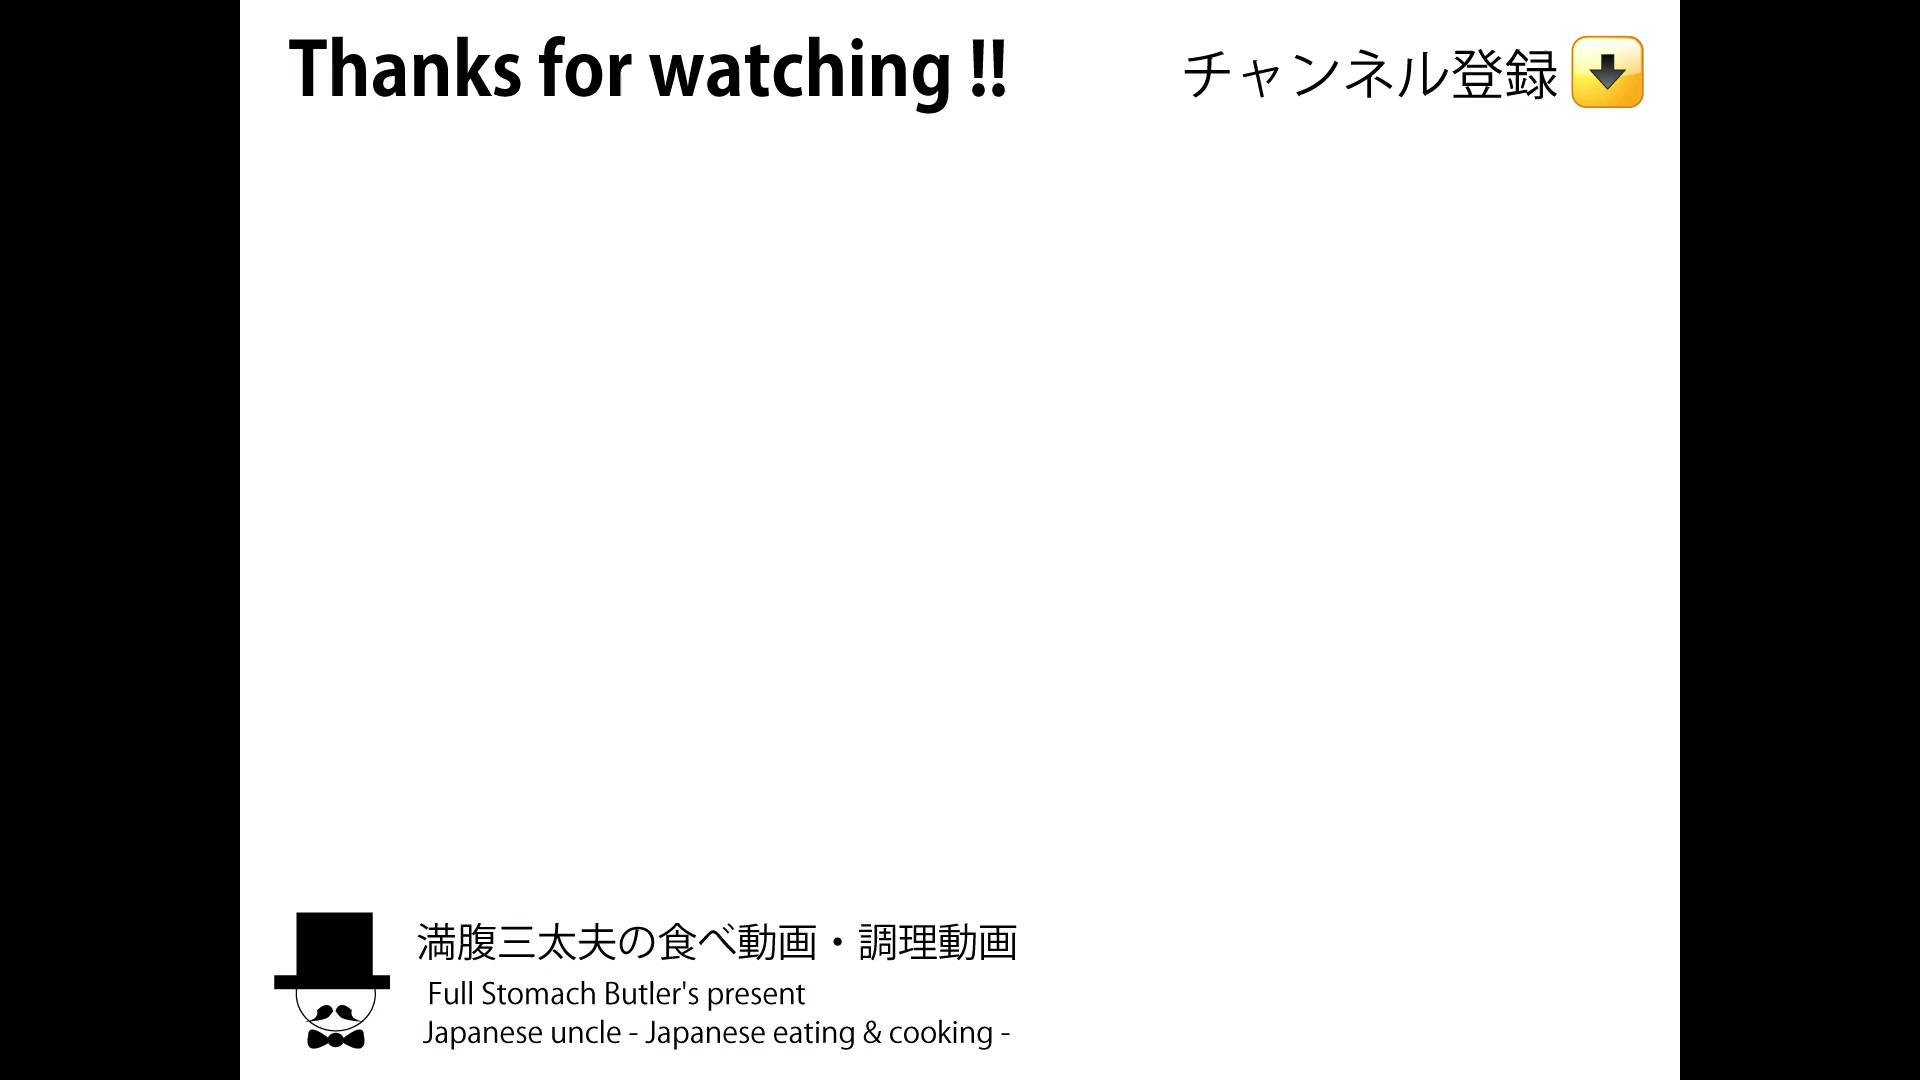 Thanks for watching !!
チャンネル登録
満腹三太夫の食べ動画・調理動画
Full Stomach Butler's present
Japanese uncle - Japanese eating & cooking -